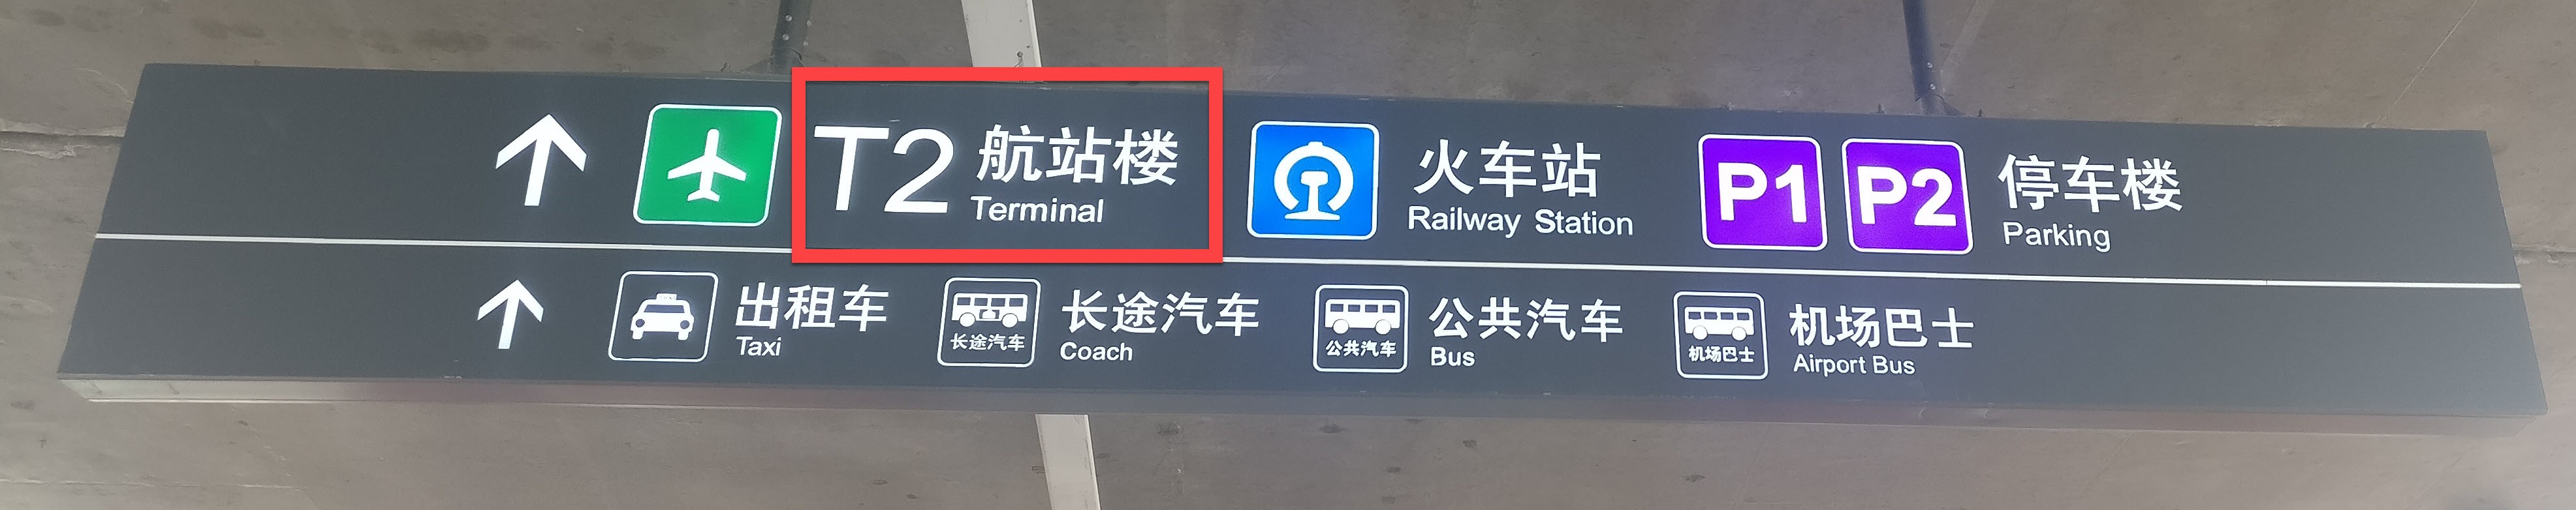 T2 航站楼 火车站 P1 P2 停车楼
Terminal Railway Station Parking
出租车 长途汽车 公共汽车 机场巴士
长途汽车 公共汽车 机场巴士
Taxi Coach Bus Airport Bus